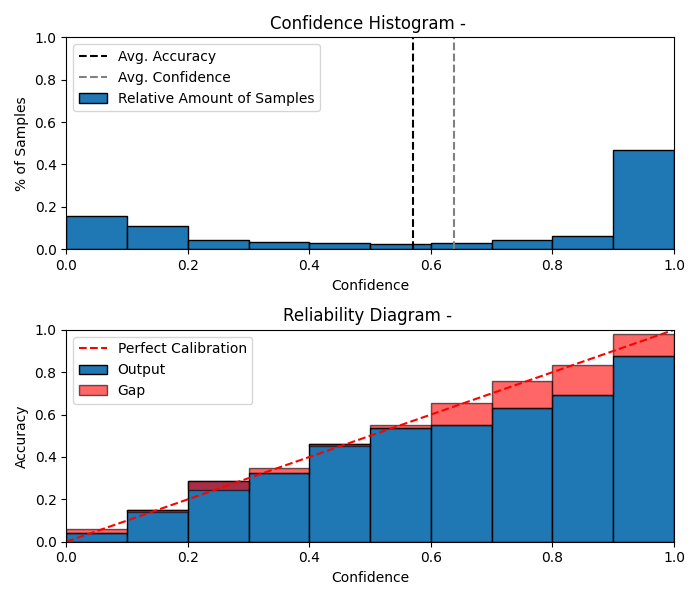 Confidence Histogram -
1.0
0.8
0.6
0.4
0.2
0.0
% of Samples
Avg. Accuracy
Avg. Confidence
Relative Amount of Samples
0.0 0.2 0.4 0.6 0.8 1.0
Confidence
Reliability Diagram -
1.0
0.8
0.6
0.4
0.2
0.0
Accuracy
Perfect Calibration
Output
Gap
0.0 0.2 0.4 0.6 0.8 1.0
Confidence